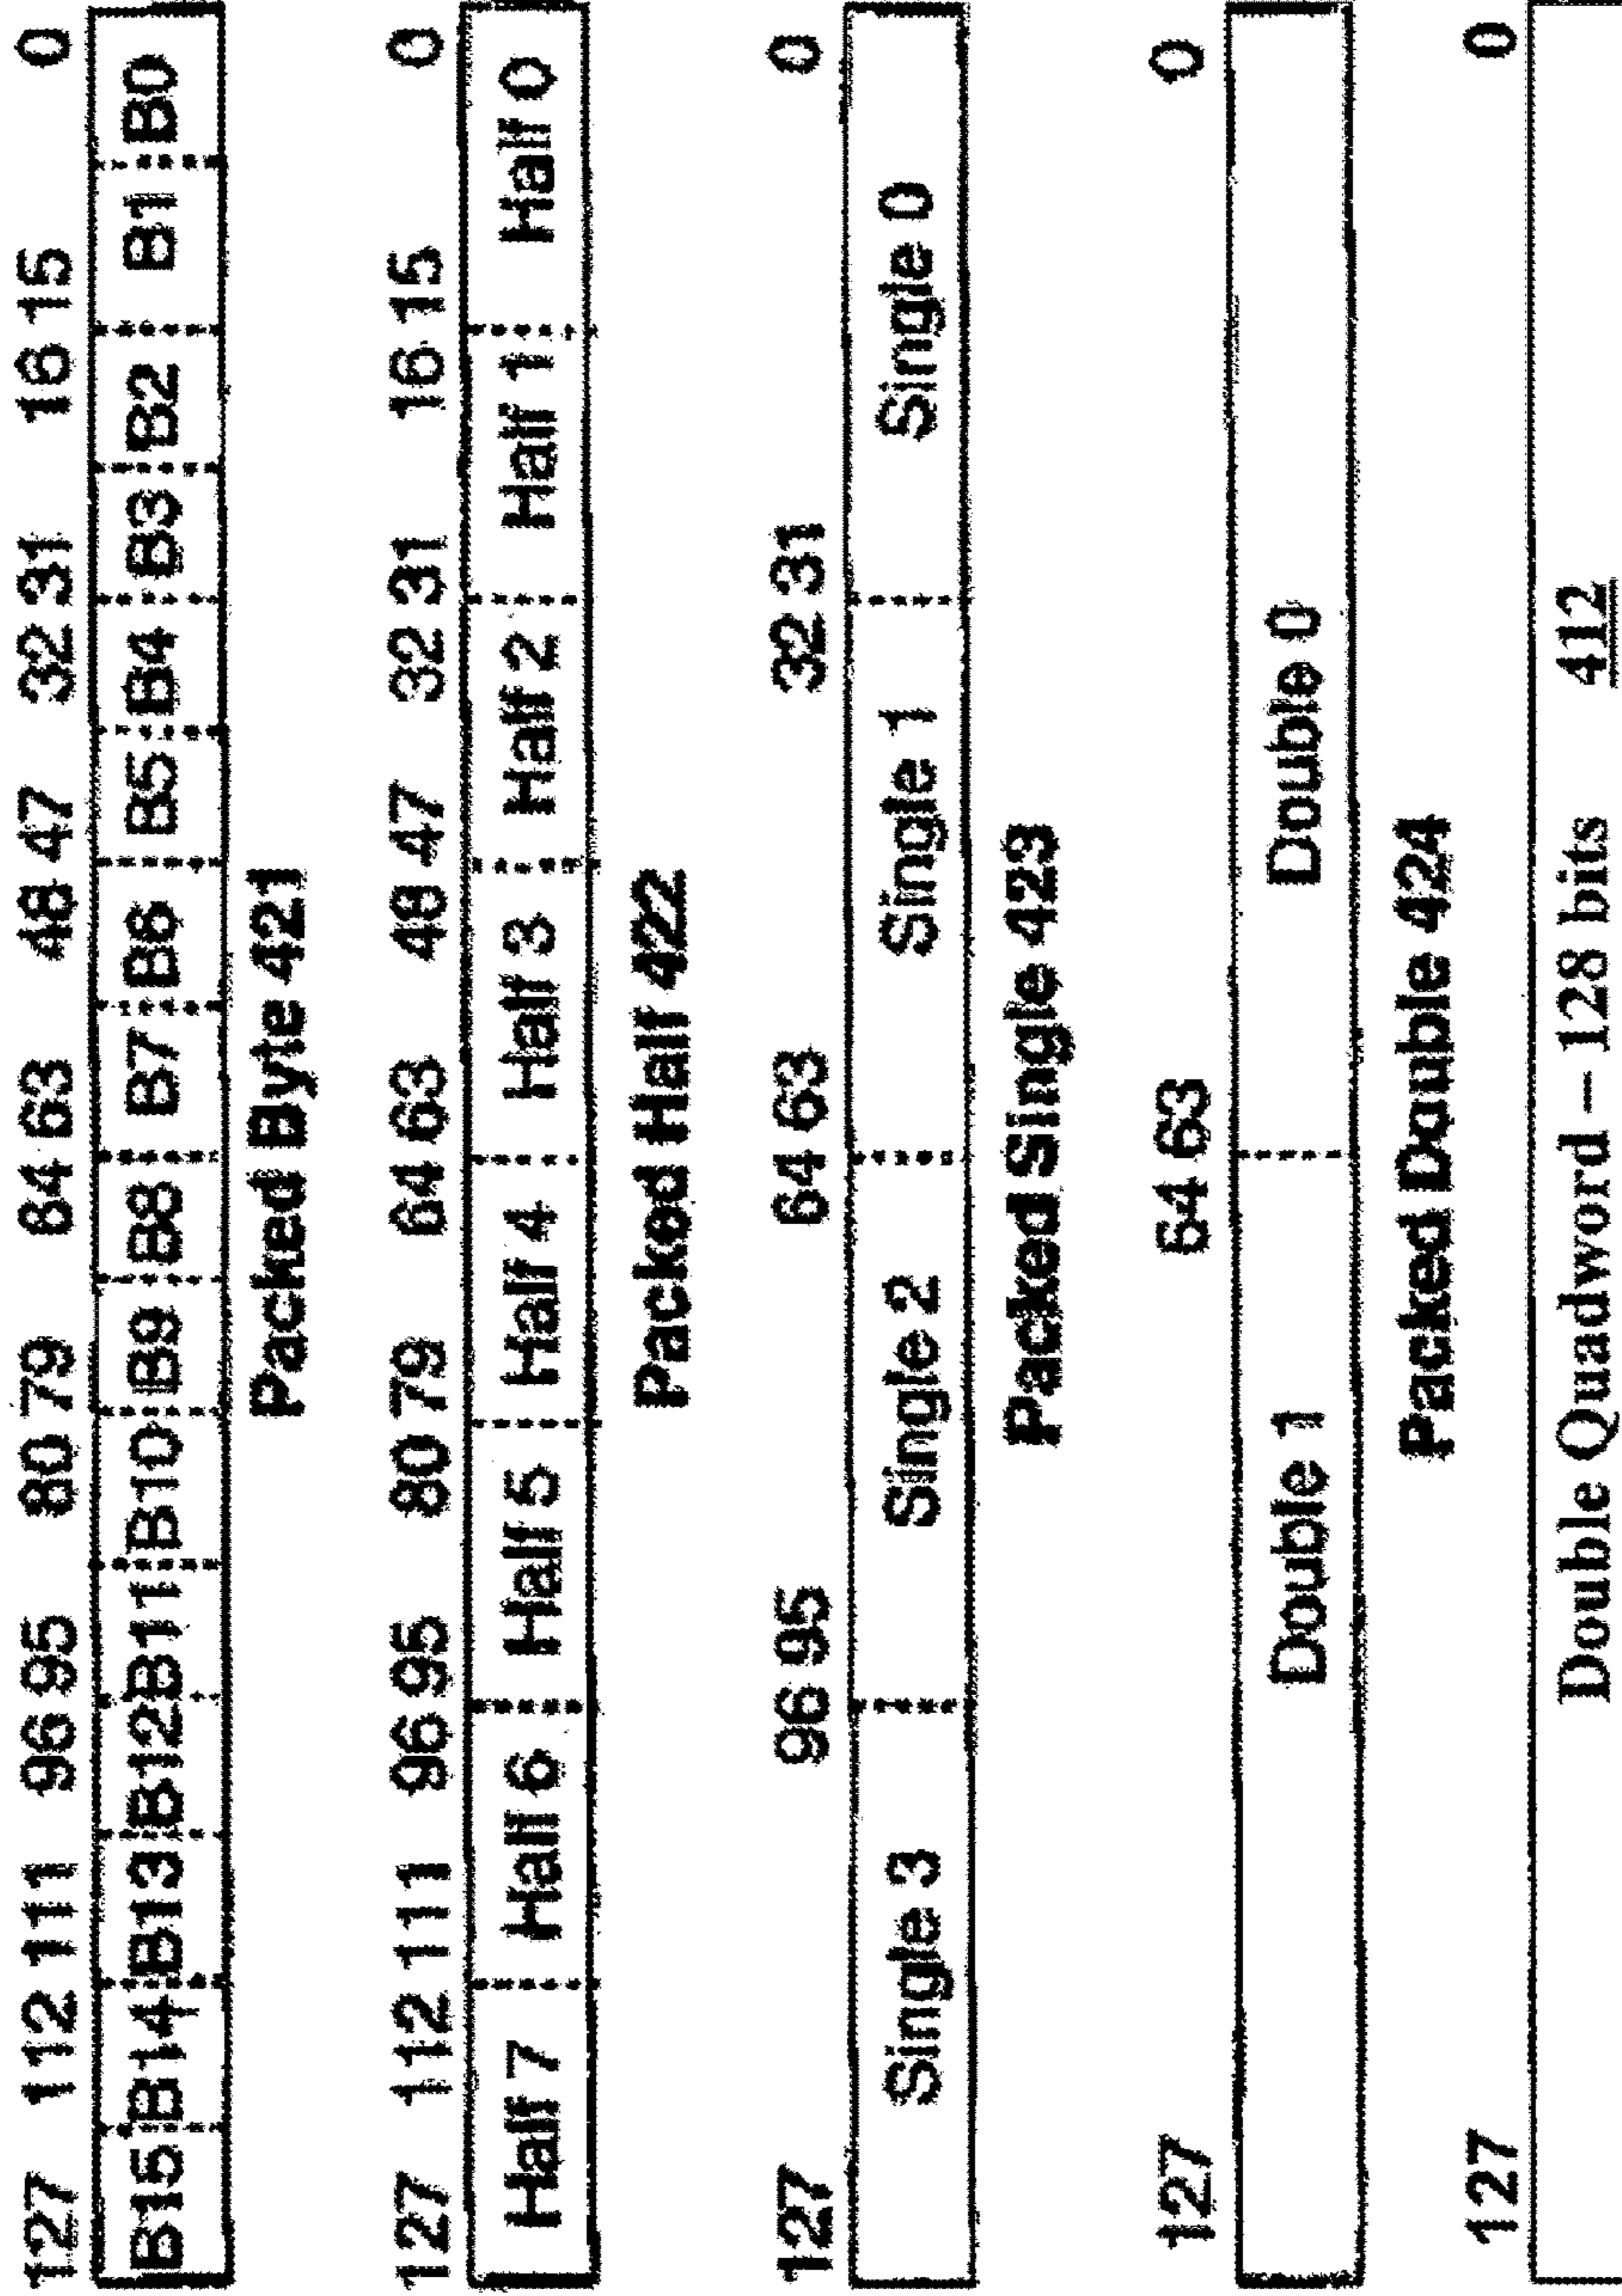 127 112 111 96 95 80 79 64 63 48 47 32 31 16 15 0
B15 B14 B13 B12 B11 B10 B9 B8 B7 B6 B5 B4 B3 B2 B1 B0
Packed Byte 421
127 112 111 96 95 80 79 64 63 48 47 32 31 16 15 0
Half 7 Half 6 Half 5 Half 4 Half 3 Half 2 Half 1 Half 0
Packed Half 422
127 96 95 64 63 32 31 0
Single 3 Single 2 Single 1 Single 0
Packed Single 423
127 64 63 0
Double 1 Double 0
Packed Double 424
127 0
Double Quadword – 128 bits 412